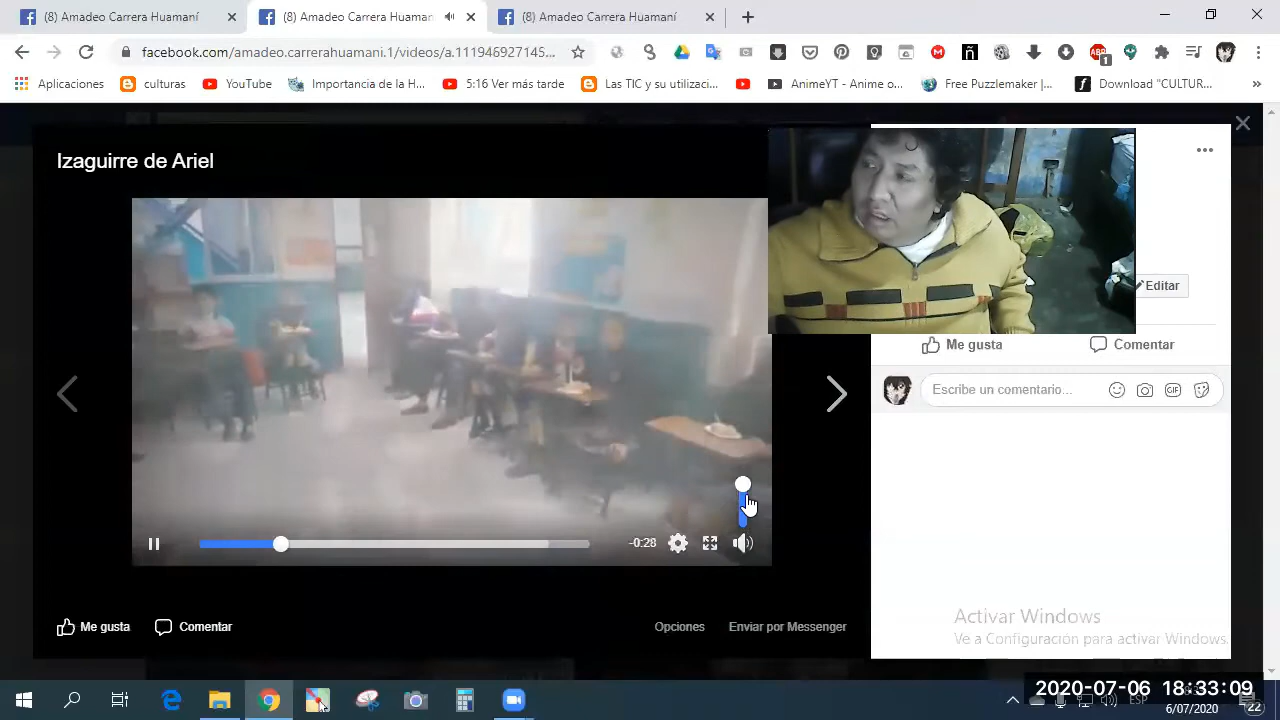 (8) Amadeo Carrera Huamaní
(8) Amadeo Carrera Huamaní
(8) Amadeo Carrera Huamaní
facebook.com/amadeo.carrerahuamani.1/videos/a.111946927145...
Aplicaciones
culturas
YouTube
Importancia de la H...
5:16 Ver más tarde
Las TIC y su utilizaci...
AnimeYT - Anime o...
Free Puzzlemaker |...
Download "CULTUR...
»
Izaguirre de Ariel
Editar
Me gusta
Comentar
Escribe un comentario...
GIF
-0:28
Me gusta
Comentar
Opciones
Enviar por Messenger
Activar Windows
Ve a Configuración para activar Windows.
2020-07-06 18:33:09
ESP
6/07/2020
22